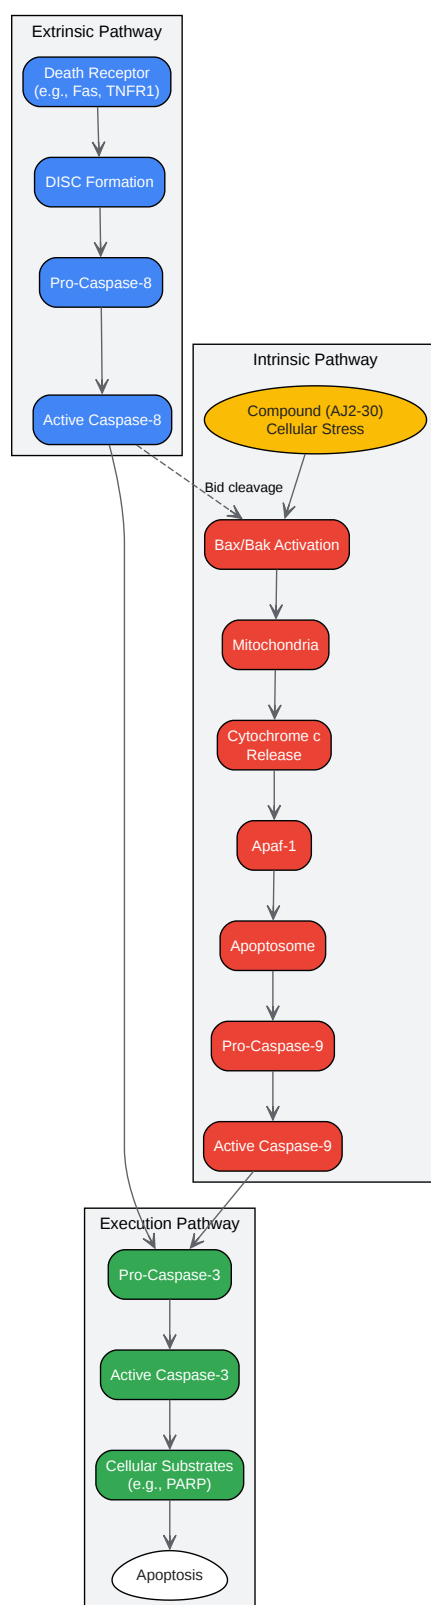 Extrinsic Pathway
Death Receptor
(e.g., Fas, TNFR1)
DISC Formation
Pro-Caspase-8
Active Caspase-8
Intrinsic Pathway
Compound (AJ2-30)
Cellular Stress
Bid cleavage
Bax/Bak Activation
Mitochondria
Cytochrome c
Release
Apaf-1
Apoptosome
Pro-Caspase-9
Active Caspase-9
Execution Pathway
Pro-Caspase-3
Active Caspase-3
Cellular Substrates
(e.g., PARP)
Apoptosis